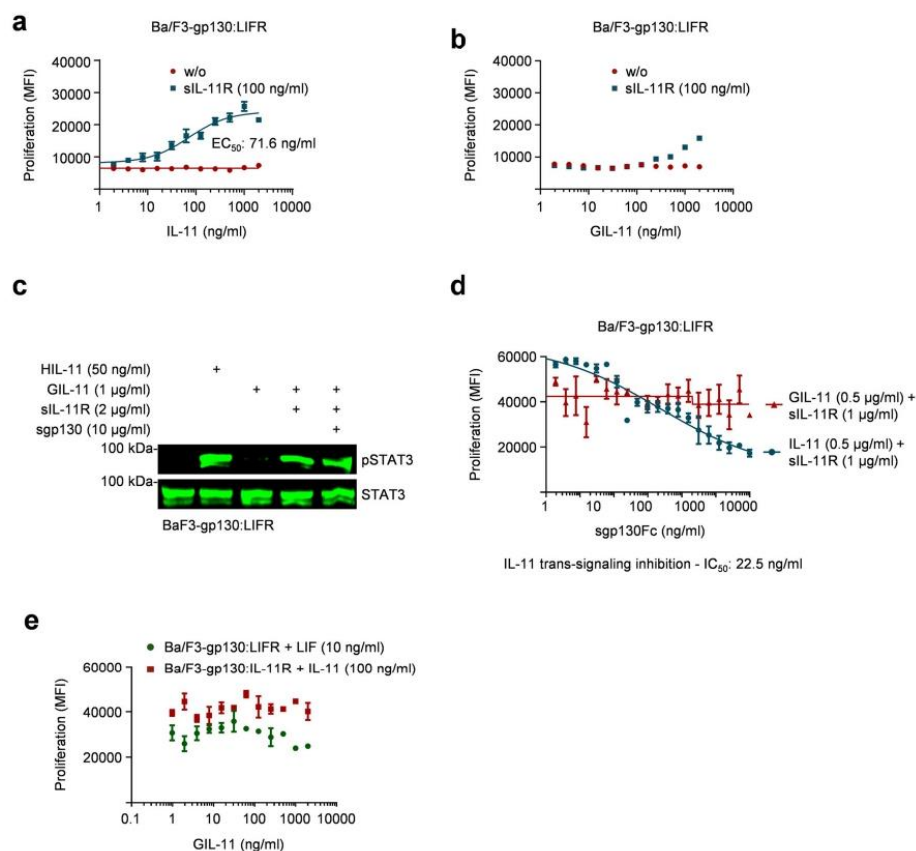 a
Ba/F3-gp130:LIFR
Proliferation (MFI)
40000
30000
20000
10000
w/o
sIL-11R (100 ng/ml)
EC50: 71.6 ng/ml
1 10 100 1000 10000
IL-11 (ng/ml)
b
Ba/F3-gp130:LIFR
Proliferation (MFI)
40000
30000
20000
10000
w/o
sIL-11R (100 ng/ml)
1 10 100 1000 10000
GIL-11 (ng/ml)
c
HIL-11 (50 ng/ml) +
GIL-11 (1 µg/ml) + + +
sIL-11R (2 µg/ml) + +
sgp130 (10 µg/ml) +
100 kDa- pSTAT3
100 kDa- STAT3
BaF3-gp130:LIFR
d
Ba/F3-gp130:LIFR
Proliferation (MFI)
60000
40000
20000
1 10 100 1000 10000
sgp130Fc (ng/ml)
GIL-11 (0.5 µg/ml) +
sIL-11R (1 µg/ml)
IL-11 (0.5 µg/ml) +
sIL-11R (1 µg/ml)
IL-11 trans-signaling inhibition - IC50: 22.5 ng/ml
e
Ba/F3-gp130:LIFR + LIF (10 ng/ml)
Ba/F3-gp130:IL-11R + IL-11 (100 ng/ml)
Proliferation (MFI)
60000
40000
20000
0.1 1 10 100 1000 10000
GIL-11 (ng/ml)